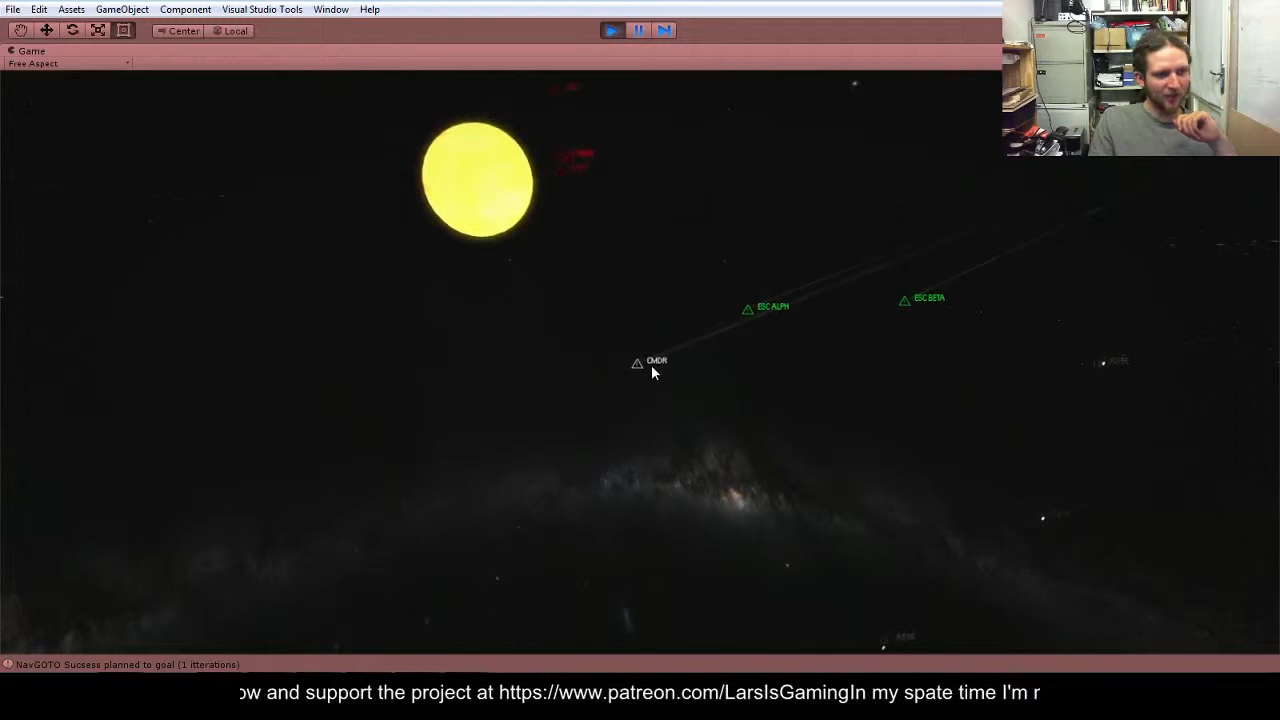 File Edit Assets GameObject Component Visual Studio Tools Window Help
Center Local
Game
Free Aspect
ESC ALPH
ESC BETA
CMDR
NavGOTO Sucsess planned to goal (1 itterations)
ow and support the project at https://www.patreon.com/LarsIsGamingIn my spate time I'm r